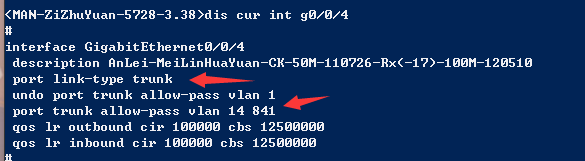 <MAN-ZiZhuYuan-5728-3.38>dis cur int g0/0/4
#
interface GigabitEthernet0/0/4
description AnLei-MeiLinHuaYuan-CK-50M-110726-Rx(-17)-100M-120510
port link-type trunk
undo port trunk allow-pass vlan 1
port trunk allow-pass vlan 14 841
qos lr outbound cir 100000 cbs 12500000
qos lr inbound cir 100000 cbs 12500000
#